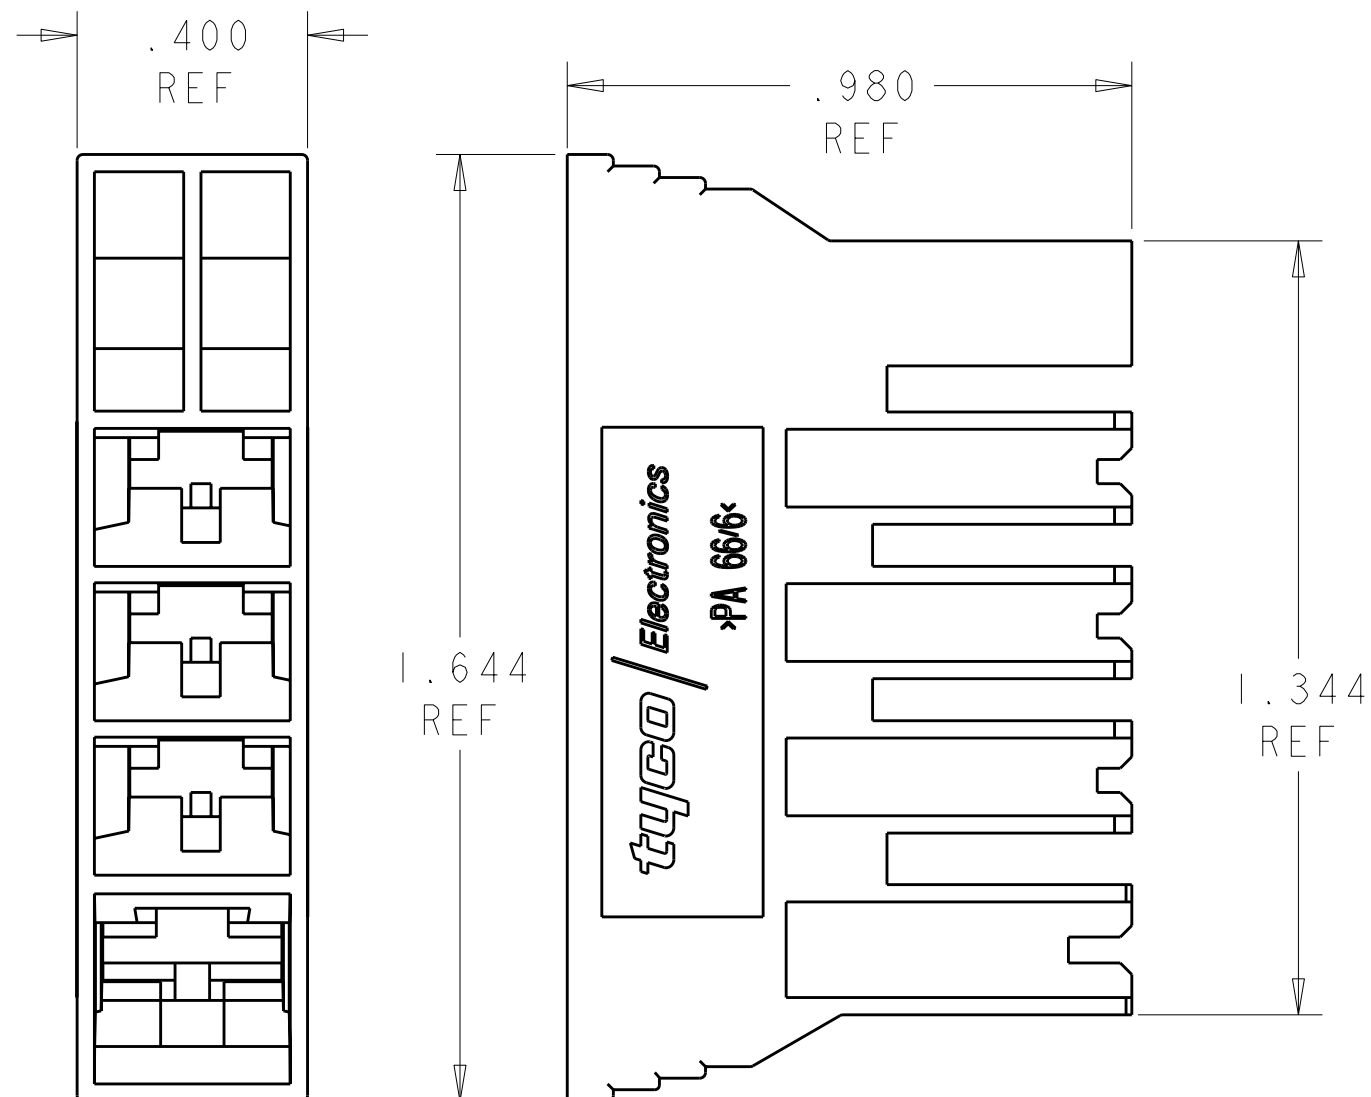 .400
REF
.980
REF
1.644
REF
1.344
REF
tyco / Electronics
>PA 66/6<